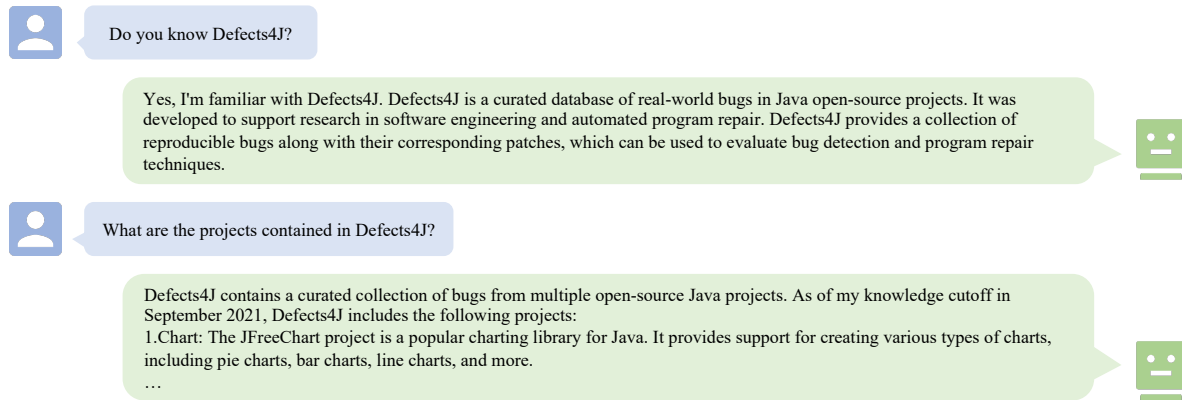 Do you know Defects4J?
Yes, I'm familiar with Defects4J. Defects4J is a curated database of real-world bugs in Java open-source projects. It was
developed to support research in software engineering and automated program repair. Defects4J provides a collection of
reproducible bugs along with their corresponding patches, which can be used to evaluate bug detection and program repair
techniques.
What are the projects contained in Defects4J?
Defects4J contains a curated collection of bugs from multiple open-source Java projects. As of my knowledge cutoff in
September 2021, Defects4J includes the following projects:
1.Chart: The JFreeChart project is a popular charting library for Java. It provides support for creating various types of charts,
including pie charts, bar charts, line charts, and more.
…